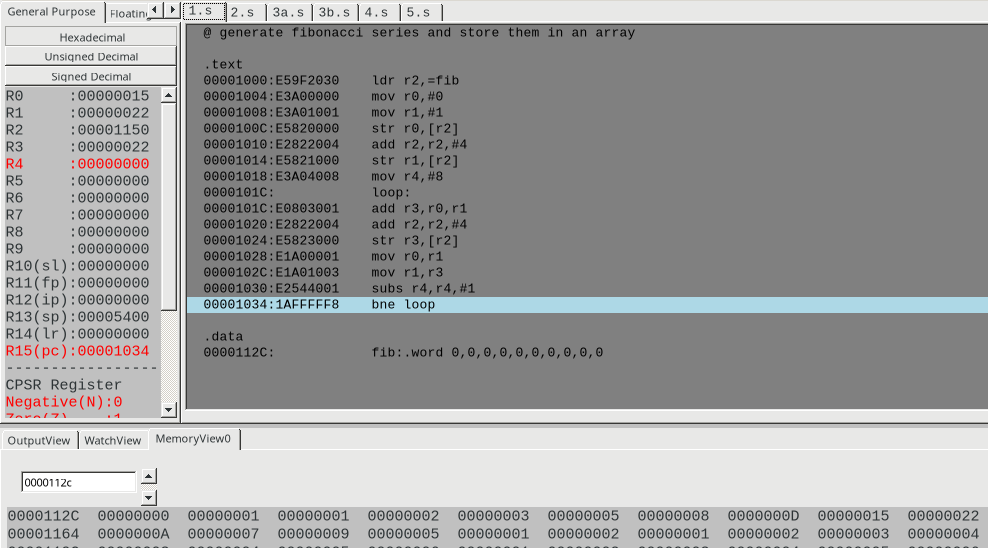 General Purpose Floating
1.s 2.s 3a.s 3b.s 4.s 5.s
Hexadecimal
Unsigned Decimal
Signed Decimal
R0 :00000015
R1 :00000022
R2 :00001150
R3 :00000022
R4 :00000000
R5 :00000000
R6 :00000000
R7 :00000000
R8 :00000000
R9 :00000000
R10(sl):00000000
R11(fp):00000000
R12(ip):00000000
R13(sp):00005400
R14(lr):00000000
R15(pc):00001034
-----------------
CPSR Register
Negative(N):0
Zero(Z) :1
@ generate fibonacci series and store them in an array
.text
00001000:E59F2030 ldr r2,=fib
00001004:E3A00000 mov r0,#0
00001008:E3A01001 mov r1,#1
0000100C:E5820000 str r0,[r2]
00001010:E2822004 add r2,r2,#4
00001014:E5821000 str r1,[r2]
00001018:E3A04008 mov r4,#8
0000101C: loop:
0000101C:E0803001 add r3,r0,r1
00001020:E2822004 add r2,r2,#4
00001024:E5823000 str r3,[r2]
00001028:E1A00001 mov r0,r1
0000102C:E1A01003 mov r1,r3
00001030:E2544001 subs r4,r4,#1
00001034:1AFFFFF8 bne loop
.data
0000112C: fib:.word 0,0,0,0,0,0,0,0,0,0
OutputView WatchView MemoryView0
0000112c
0000112C 00000000 00000001 00000001 00000002 00000003 00000005 00000008 0000000D 00000015 00000022
00001164 0000000A 00000007 00000009 00000005 00000001 00000002 00000001 00000002 00000003 00000004